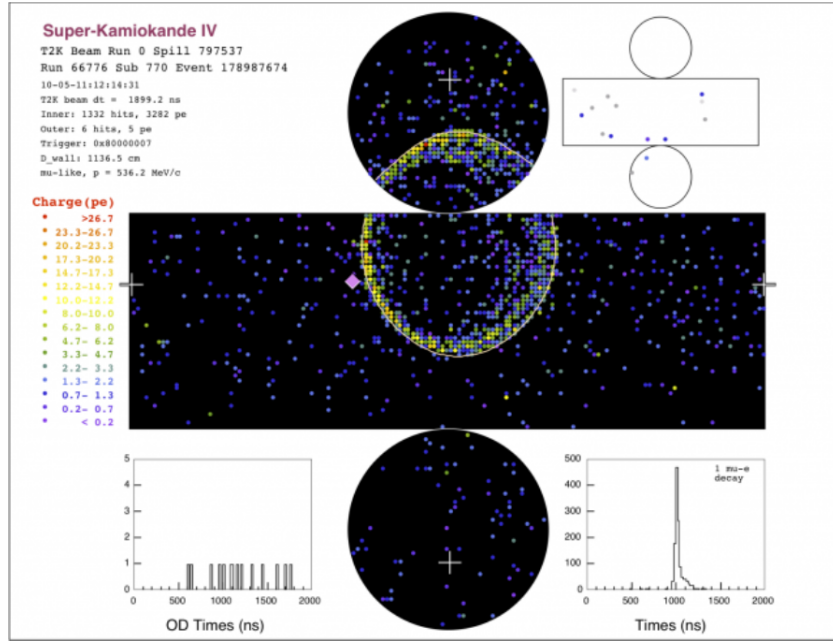 Super-Kamiokande IV
T2K Beam Run 0 Spill 797537
Run 66776 Sub 770 Event 178987674
10-05-11:12:14:31
T2K beam dt = 1899.2 ns
Inner: 1332 hits, 3282 pe
Outer: 6 hits, 5 pe
Trigger: 0x80000007
D_wall: 1136.5 cm
mu-like, p = 536.2 MeV/c
Charge(pe)
>26.7
23.3-26.7
20.2-23.3
17.3-20.2
14.7-17.3
12.2-14.7
10.0-12.2
8.0-10.0
6.2- 8.0
4.7- 6.2
3.3- 4.7
2.2- 3.3
1.3- 2.2
0.7- 1.3
0.2- 0.7
< 0.2
5
4
3
2
1
0
0 500 1000 1500 2000
OD Times (ns)
500
400
300
200
100
0
1 mu-e
decay
0 500 1000 1500 2000
Times (ns)